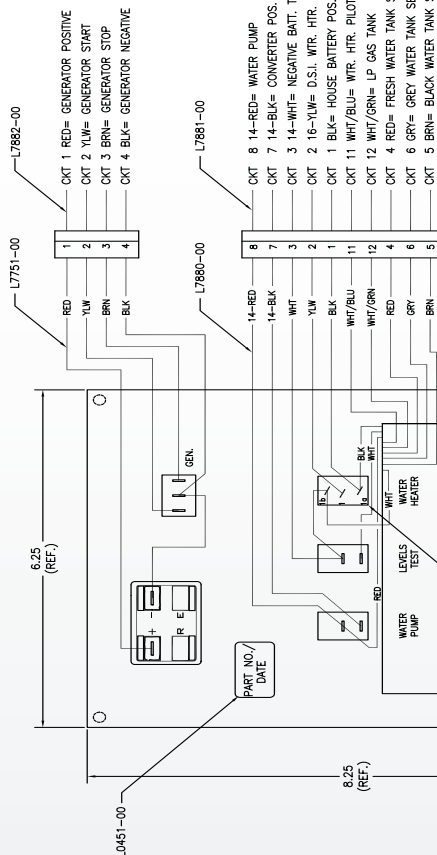 L7882-00
CKT 1 RED= GENERATOR POSITIVE
CKT 2 YLW= GENERATOR START
CKT 3 BRN= GENERATOR STOP
CKT 4 BLK= GENERATOR NEGATIVE
1
2
3
4
L7751-00
RED
YLW
BRN
BLK
L7881-00
CKT 8 14-RED= WATER PUMP
CKT 7 14-BLK= CONVERTER POS.
CKT 3 14-WHT= NEGATIVE BATT. T
CKT 2 16-YLW= D.S.I. WTR. HTR.
CKT 1 BLK= HOUSE BATTERY POS.
CKT 11 WHT/BLU= WTR. HTR. PILOT
CKT 12 WHT/GRN= LP GAS TANK
CKT 4 RED= FRESH WATER TANK S
CKT 6 GRY= GREY WATER TANK SE
CKT 5 BRN= BLACK WATER TANK S
8
7
3
2
1
11
12
4
6
5
L7880-00
14-RED
14-BLK
WHT
YLW
BLK
WHT/BLU
WHT/GRN
RED
GRY
BRN
6.25
(REF.)
GEN.
+ -
R E
PART NO./
DATE
L0451-00
8.25
(REF.)
1b
1
1a
BLK
WHT
WHT
RED
WATER
HEATER
LEVELS
TEST
WATER
PUMP